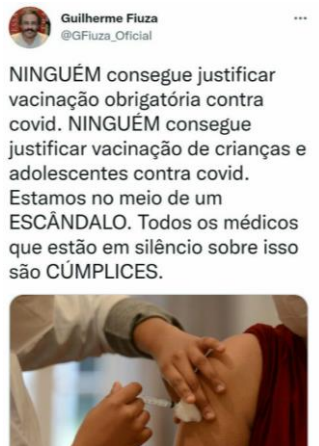 Guilherme Fiuza
@GFiuza_Oficial
NINGUÉM consegue justificar
vacinação obrigatória contra
covid. NINGUÉM consegue
justificar vacinação de crianças e
adolescentes contra covid.
Estamos no meio de um
ESCÂNDALO. Todos os médicos
que estão em silêncio sobre isso
são CÚMPLICES.